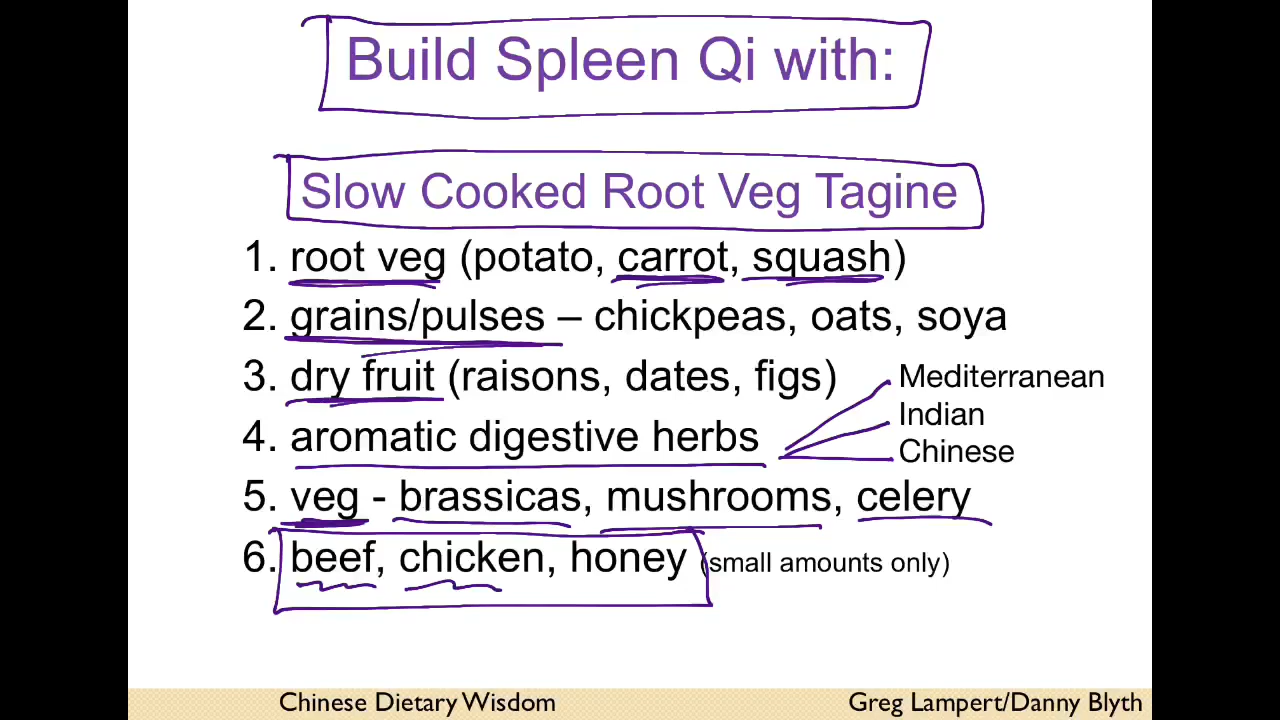 Build Spleen Qi with:
Slow Cooked Root Veg Tagine
1. root veg (potato, carrot, squash)
2. grains/pulses – chickpeas, oats, soya
3. dry fruit (raisons, dates, figs)
Mediterranean
Indian
4. aromatic digestive herbs
Chinese
5. veg - brassicas, mushrooms, celery
6. beef, chicken, honey (small amounts only)
Chinese Dietary Wisdom
Greg Lampert/Danny Blyth